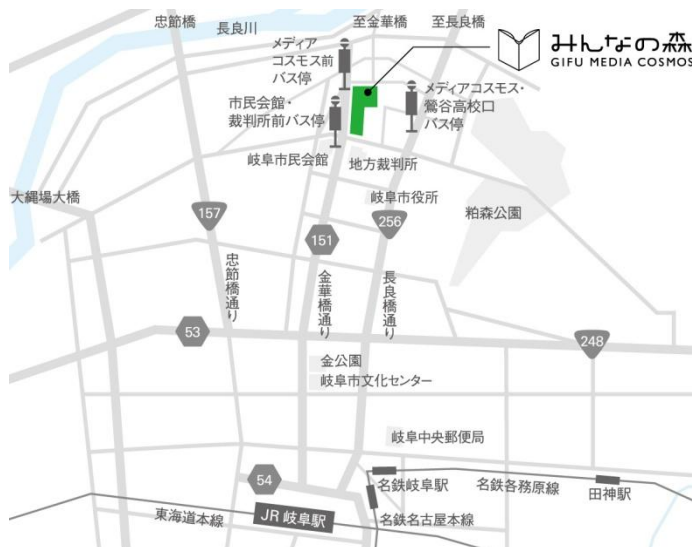 忠節橋
長良川
至金華橋
至長良橋
メディア
コスモス前
バス停
みんなの森
GIFU MEDIA COSMOS
市民会館・
裁判所前バス停
メディアコスモス・
鶯谷高校口
バス停
岐阜市民会館
地方裁判所
大縄場大橋
岐阜市役所
粕森公園
157
151
256
忠節橋通り
金華橋通り
長良橋通り
53
248
金公園
岐阜市文化センター
岐阜中央郵便局
54
名鉄岐阜駅
名鉄各務原線
田神駅
東海道本線
JR 岐阜駅
名鉄名古屋本線